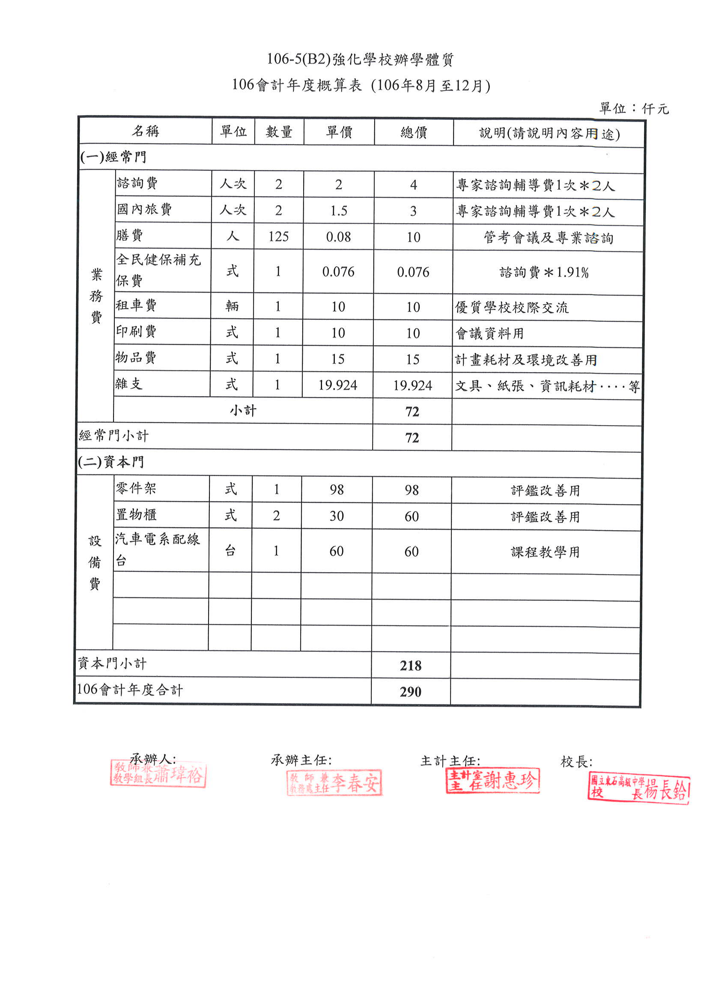 106-5(B2)強化學校辦學體質
106會計年度概算表 (106年8月至12月)
單位：仟元
名稱 單位 數量 單價 總價 說明(請說明內容用途)
(一)經常門
業務費
諮詢費 人次 2 2 4 專家諮詢輔導費1次＊2人
國內旅費 人次 2 1.5 3 專家諮詢輔導費1次＊2人
膳費 人 125 0.08 10 管考會議及專業諮詢
全民健保補充
保費 式 1 0.076 0.076 諮詢費＊1.91%
租車費 輛 1 10 10 優質學校校際交流
印刷費 式 1 10 10 會議資料用
物品費 式 1 15 15 計畫耗材及環境改善用
雜支 式 1 19.924 19.924 文具、紙張、資訊耗材‥‥等
小計 72
經常門小計 72
(二)資本門
設備費
零件架 式 1 98 98 評鑑改善用
置物櫃 式 2 30 60 評鑑改善用
汽車電系配線
台 台 1 60 60 課程教學用
資本門小計 218
106會計年度合計 290
承辦人: 承辦主任: 主計主任: 校長:
教師兼
教學組長 蕭瑋裕
教師兼
教務處主任 李春安
主計室
主任 謝惠珍
國立東石高級中學
校長 楊長鉿